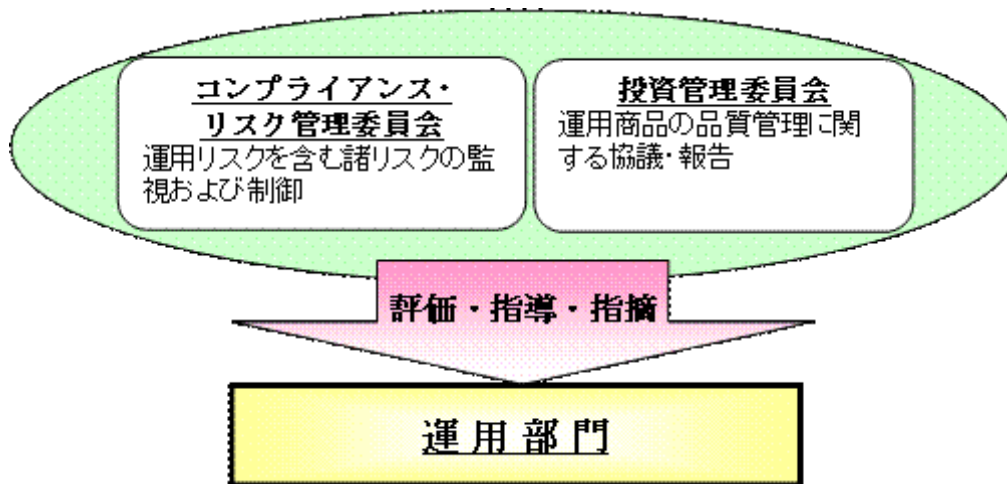 コンプライアンス・
リスク管理委員会
運用リスクを含む諸リスクの監
視および制御
投資管理委員会
運用商品の品質管理に関
する協議・報告
評価・指導・指摘
運用部門